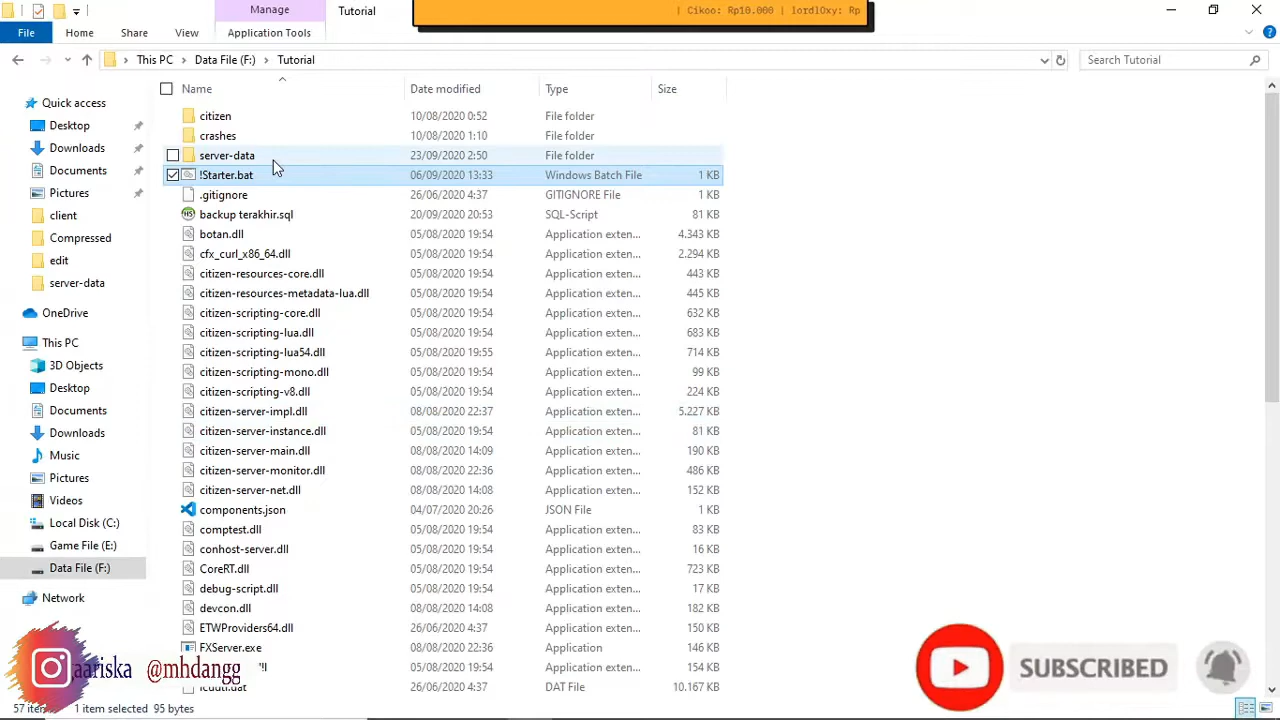 Manage
Tutorial
| Cikoo: Rp10.000 | lordlOxy: Rp
File
Home
Share
View
Application Tools
This PC
Data File (F:)
Tutorial
Search Tutorial
Name
Date modified
Type
Size
Quick access
Desktop
Downloads
Documents
Pictures
client
Compressed
edit
server-data
OneDrive
This PC
3D Objects
Desktop
Documents
Downloads
Music
Pictures
Videos
Local Disk (C:)
Game File (E:)
Data File (F:)
Network
citizen 10/08/2020 0:52 File folder
crashes 10/08/2020 1:10 File folder
server-data 23/09/2020 2:50 File folder
!Starter.bat 06/09/2020 13:33 Windows Batch File 1 KB
.gitignore 26/06/2020 4:37 GITIGNORE File 1 KB
backup terakhir.sql 20/09/2020 20:53 SQL-Script 81 KB
botan.dll 05/08/2020 19:54 Application exten... 4.343 KB
cfx_curl_x86_64.dll 05/08/2020 19:54 Application exten... 2.294 KB
citizen-resources-core.dll 05/08/2020 19:54 Application exten... 443 KB
citizen-resources-metadata-lua.dll 05/08/2020 19:54 Application exten... 445 KB
citizen-scripting-core.dll 05/08/2020 19:54 Application exten... 632 KB
citizen-scripting-lua.dll 05/08/2020 19:54 Application exten... 683 KB
citizen-scripting-lua54.dll 05/08/2020 19:55 Application exten... 714 KB
citizen-scripting-mono.dll 05/08/2020 19:54 Application exten... 99 KB
citizen-scripting-v8.dll 05/08/2020 19:54 Application exten... 224 KB
citizen-server-impl.dll 08/08/2020 22:37 Application exten... 5.227 KB
citizen-server-instance.dll 05/08/2020 19:54 Application exten... 81 KB
citizen-server-main.dll 08/08/2020 14:09 Application exten... 190 KB
citizen-server-monitor.dll 08/08/2020 22:36 Application exten... 486 KB
citizen-server-net.dll 08/08/2020 14:08 Application exten... 152 KB
components.json 04/07/2020 20:26 JSON File 1 KB
comptest.dll 05/08/2020 19:54 Application exten... 83 KB
conhost-server.dll 05/08/2020 19:54 Application exten... 16 KB
CoreRT.dll 05/08/2020 19:54 Application exten... 723 KB
debug-script.dll 05/08/2020 19:54 Application exten... 17 KB
devcon.dll 08/08/2020 14:08 Application exten... 182 KB
ETWProviders64.dll 26/06/2020 4:37 Application exten... 150 KB
FXServer.exe 08/08/2020 22:36 Application 146 KB
05/08/2020 19:54 Application exten... 154 KB
26/06/2020 4:37 DAT File 10.167 KB
aariska @mhdangg
SUBSCRIBED
1 item selected 95 bytes